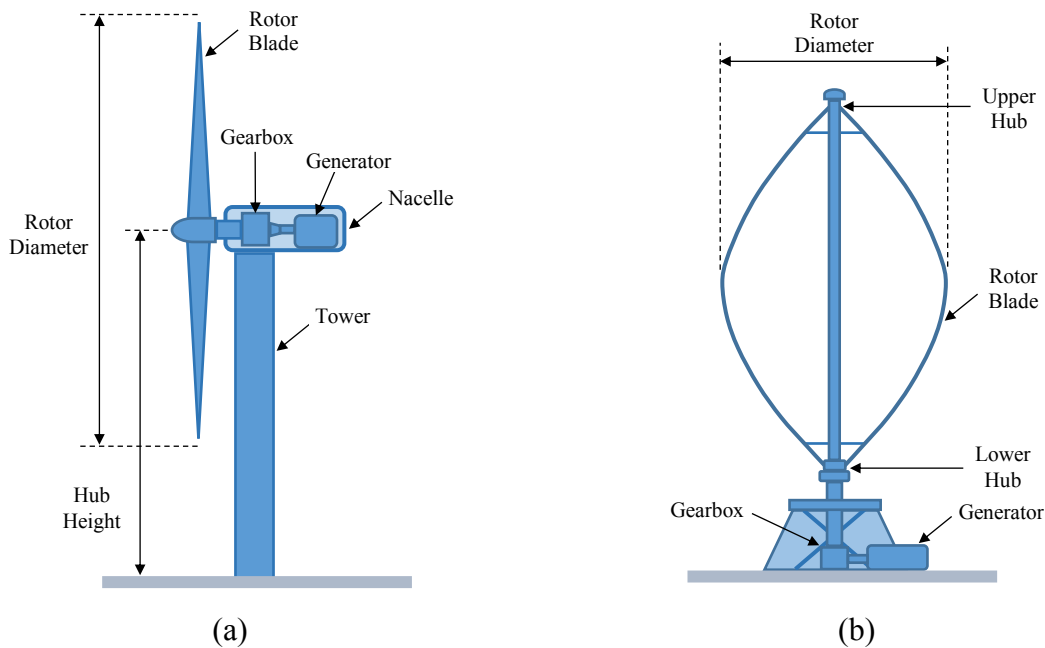 Rotor
Blade
Gearbox
Generator
Nacelle
Rotor
Diameter
Tower
Hub
Height
(a)
Rotor
Diameter
Upper
Hub
Rotor
Blade
Lower
Hub
Gearbox
Generator
(b)